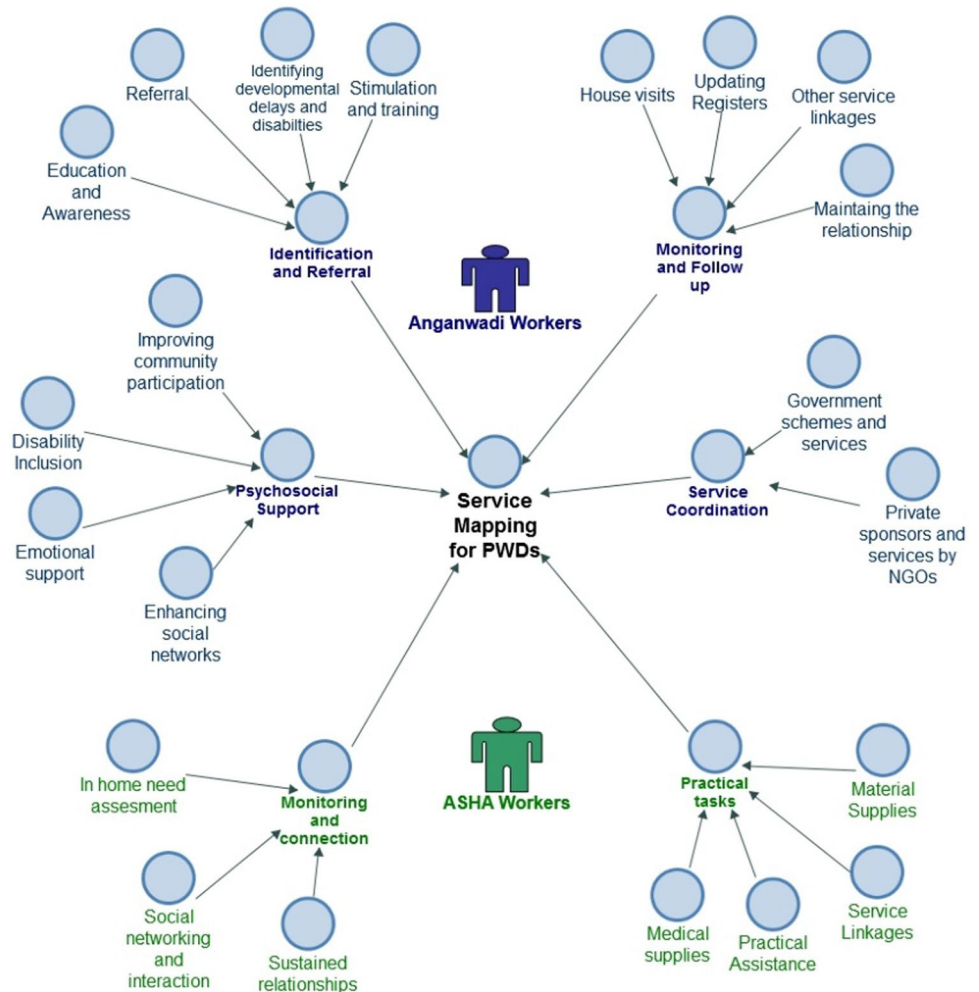 Referral
Identifying
developmental
delays and
disabilties
Stimulation
and training
Education
and
Awareness
Identification
and Referral
House visits
Updating
Registers
Other service
linkages
Maintaing the
relationship
Monitoring
and Follow
up
Anganwadi Workers
Improving
community
participation
Disability
Inclusion
Emotional
support
Enhancing
social
networks
Psychosocial
Support
Service
Mapping
for PWDs
Government
schemes and
services
Service
Coordination
Private
sponsors and
services by
NGOs
In home need
assesment
Monitoring
and
connection
Social
networking
and
interaction
Sustained
relationships
ASHA Workers
Practical
tasks
Material
Supplies
Medical
supplies
Practical
Assistance
Service
Linkages